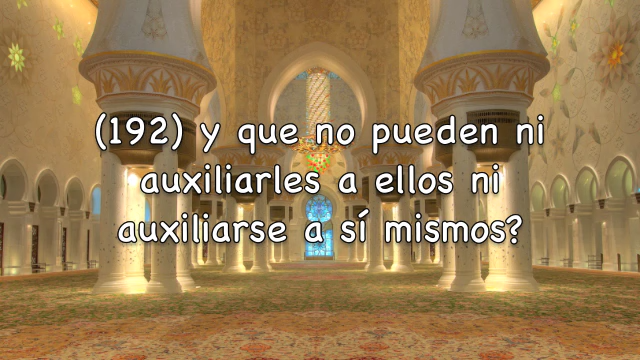 (192) y que no pueden ni
auxiliarles a ellos ni
auxiliarse a sí mismos?